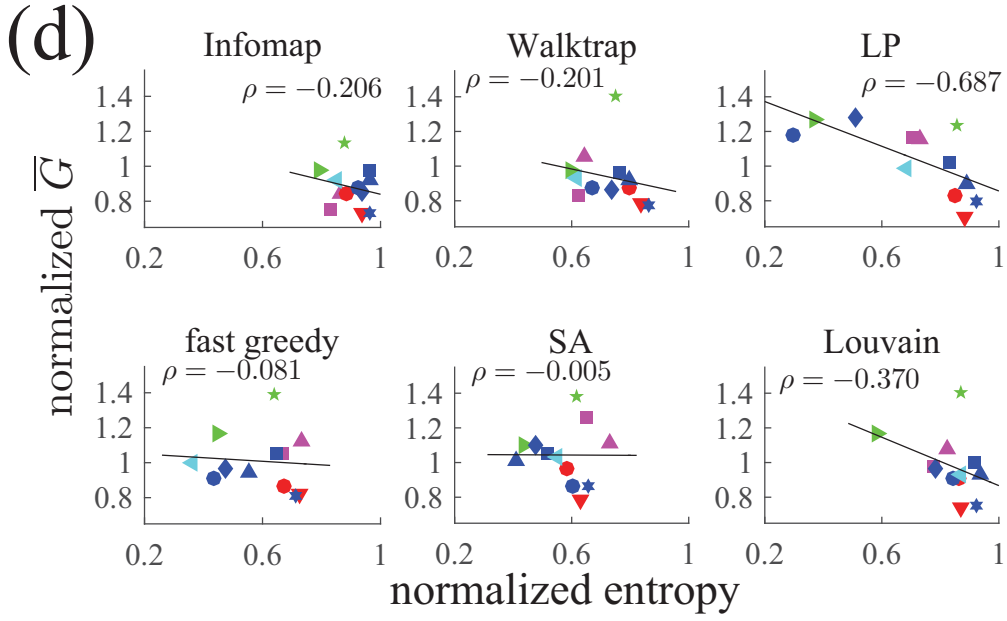 (d)
Infomap
Walktrap
LP
ρ = −0.206
ρ = −0.201
ρ = −0.687
1.4
1.2
1
0.8
0.2 0.6 1
1.4
1.2
1
0.8
0.2 0.6 1
1.4
1.2
1
0.8
0.2 0.6 1
normalized G̅
fast greedy
SA
Louvain
ρ = −0.081
ρ = −0.005
ρ = −0.370
1.4
1.2
1
0.8
0.2 0.6 1
1.4
1.2
1
0.8
0.2 0.6 1
1.4
1.2
1
0.8
0.2 0.6 1
normalized entropy